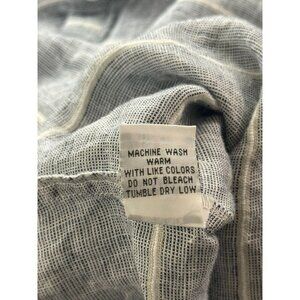 MACHINE WASH
WARM
WITH LIKE COLORS
DO NOT BLEACH
TUMBLE DRY LOW